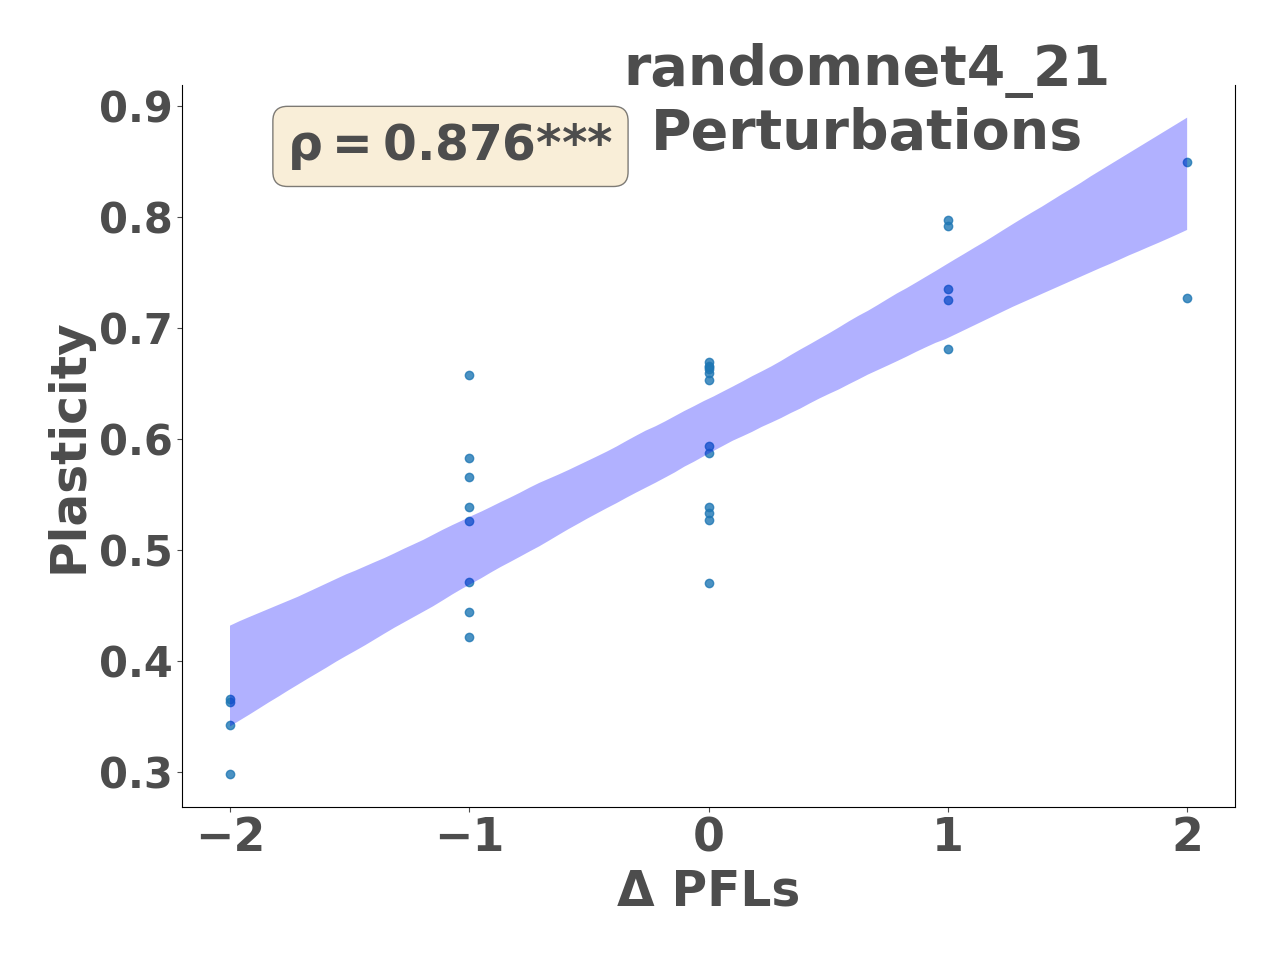 randomnet4_21
Perturbations
ρ = 0.876***
Plasticity
0.9
0.8
0.7
0.6
0.5
0.4
0.3
−2 −1 0 1 2
Δ PFLs